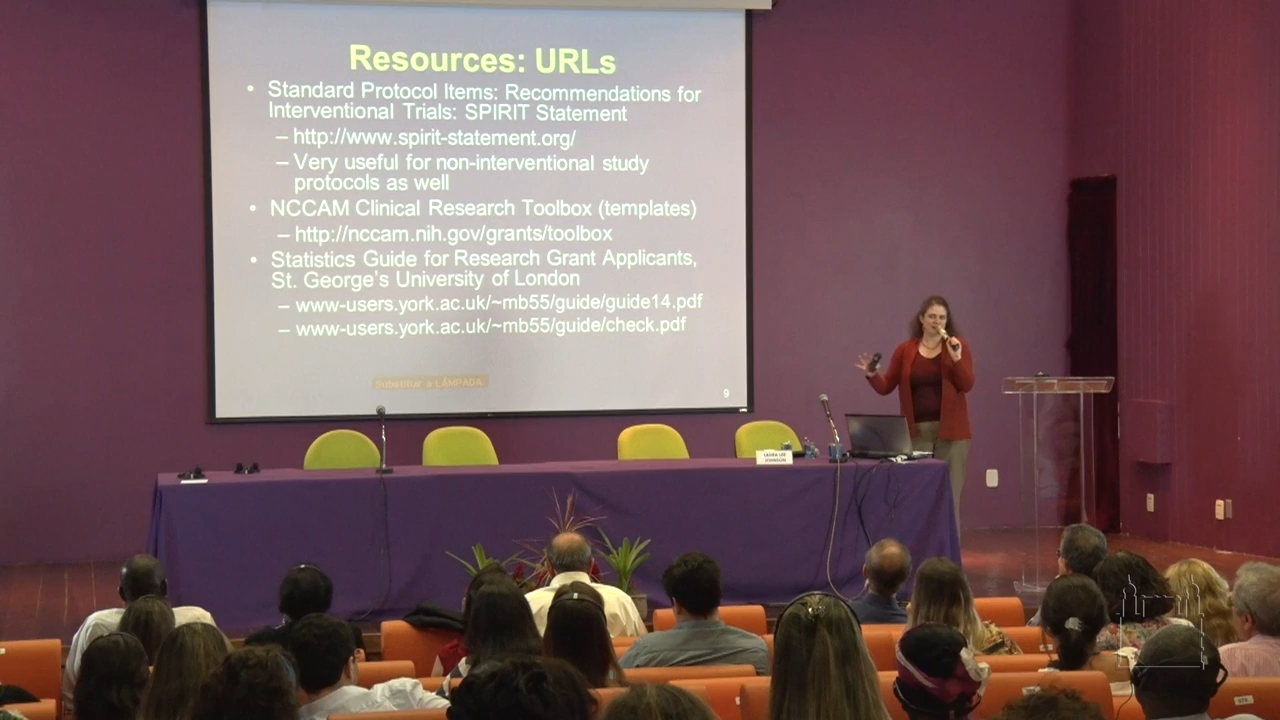 Resources: URLs
• Standard Protocol Items: Recommendations for
Interventional Trials: SPIRIT Statement
– http://www.spirit-statement.org/
– Very useful for non-interventional study
protocols as well
• NCCAM Clinical Research Toolbox (templates)
– http://nccam.nih.gov/grants/toolbox
• Statistics Guide for Research Grant Applicants,
St. George's University of London
– www-users.york.ac.uk/~mb55/guide/guide14.pdf
– www-users.york.ac.uk/~mb55/guide/check.pdf
Substituir a LÂMPADA.
9
LAURA LEE
JOHNSON